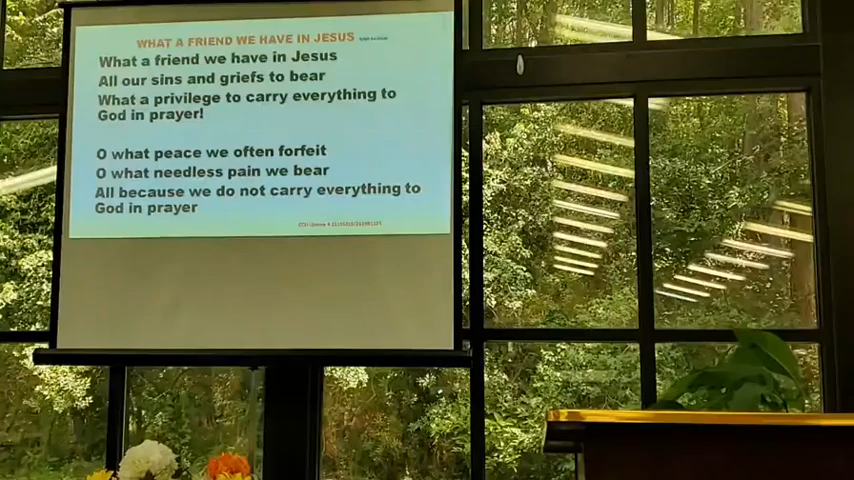 WHAT A FRIEND WE HAVE IN JESUS
What a friend we have in Jesus
All our sins and griefs to bear
What a privilege to carry everything to
God in prayer!
O what peace we often forfeit
O what needless pain we bear
All because we do not carry everything to
God in prayer